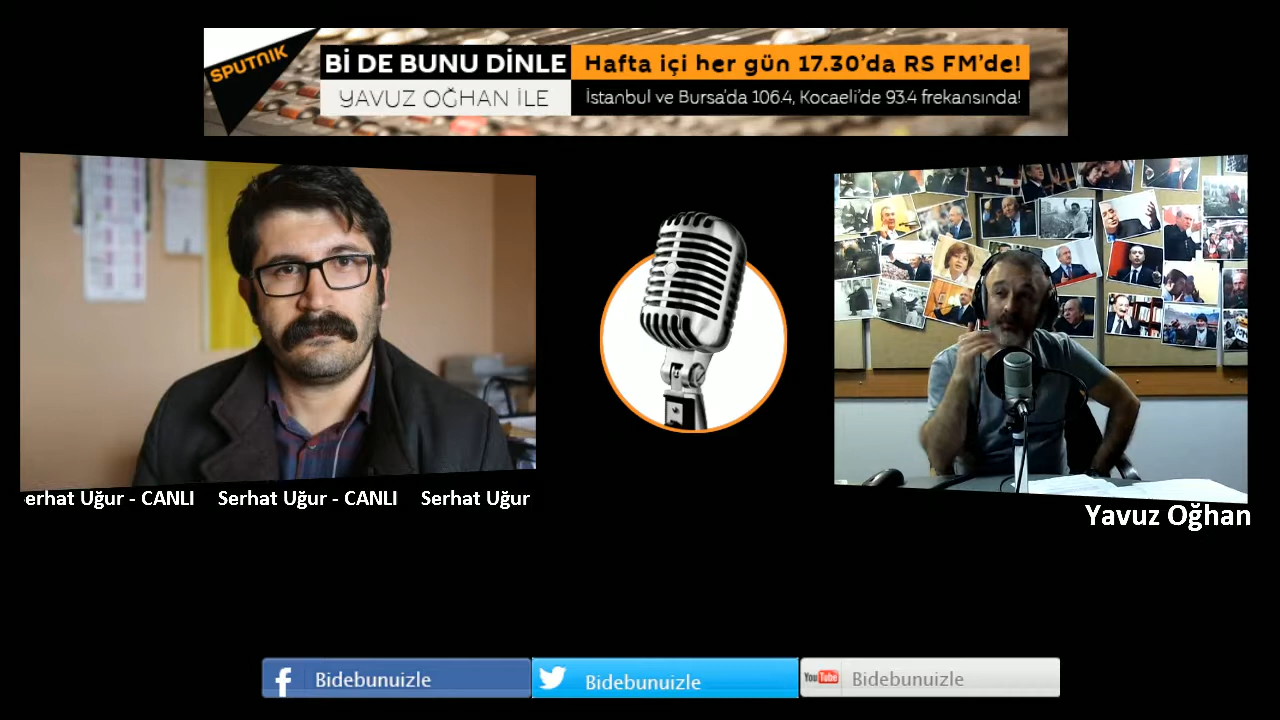 SPUTNIK
Bİ DE BUNU DİNLE
YAVUZ OĞHAN İLE
Hafta içi her gün 17.30'da RS FM'de!
İstanbul ve Bursa'da 106.4, Kocaeli'de 93.4 frekansında!
erhat Uğur - CANLI Serhat Uğur - CANLI Serhat Uğur
Yavuz Oğhan
Bidebunuizle
Bidebunuizle
YouTube Bidebunuizle